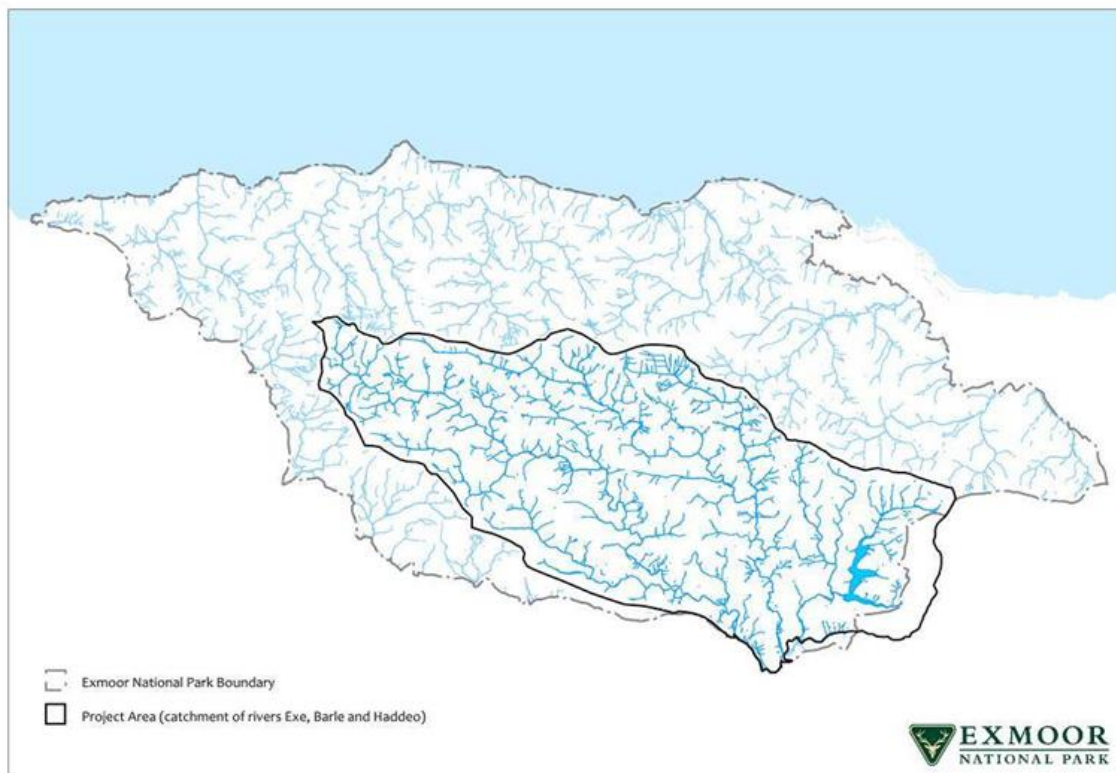 Exmoor National Park Boundary
Project Area (catchment of rivers Exe, Barle and Haddeo)
EXMOOR
NATIONAL PARK